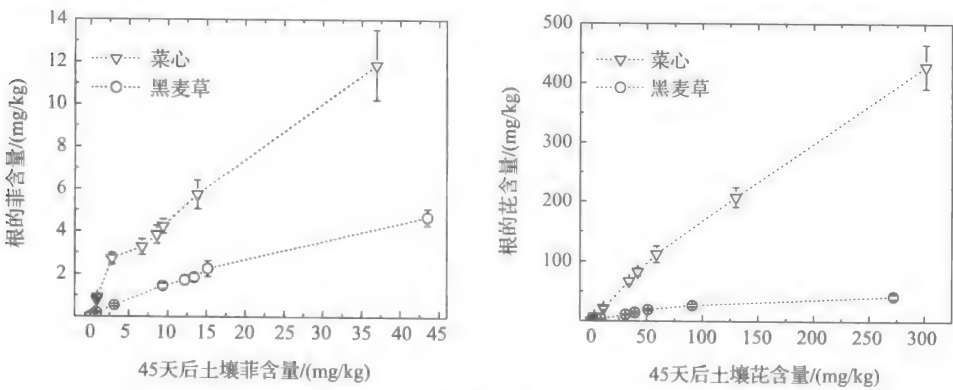 14
12
10
8
6
4
2
根的菲含量/(mg/kg)
菜心
黑麦草
0 5 10 15 20 25 30 35 40 45
45天后土壤菲含量/(mg/kg)
500
400
300
200
100
根的芘含量/(mg/kg)
菜心
黑麦草
0 50 100 150 200 250 300
45天后土壤芘含量/(mg/kg)